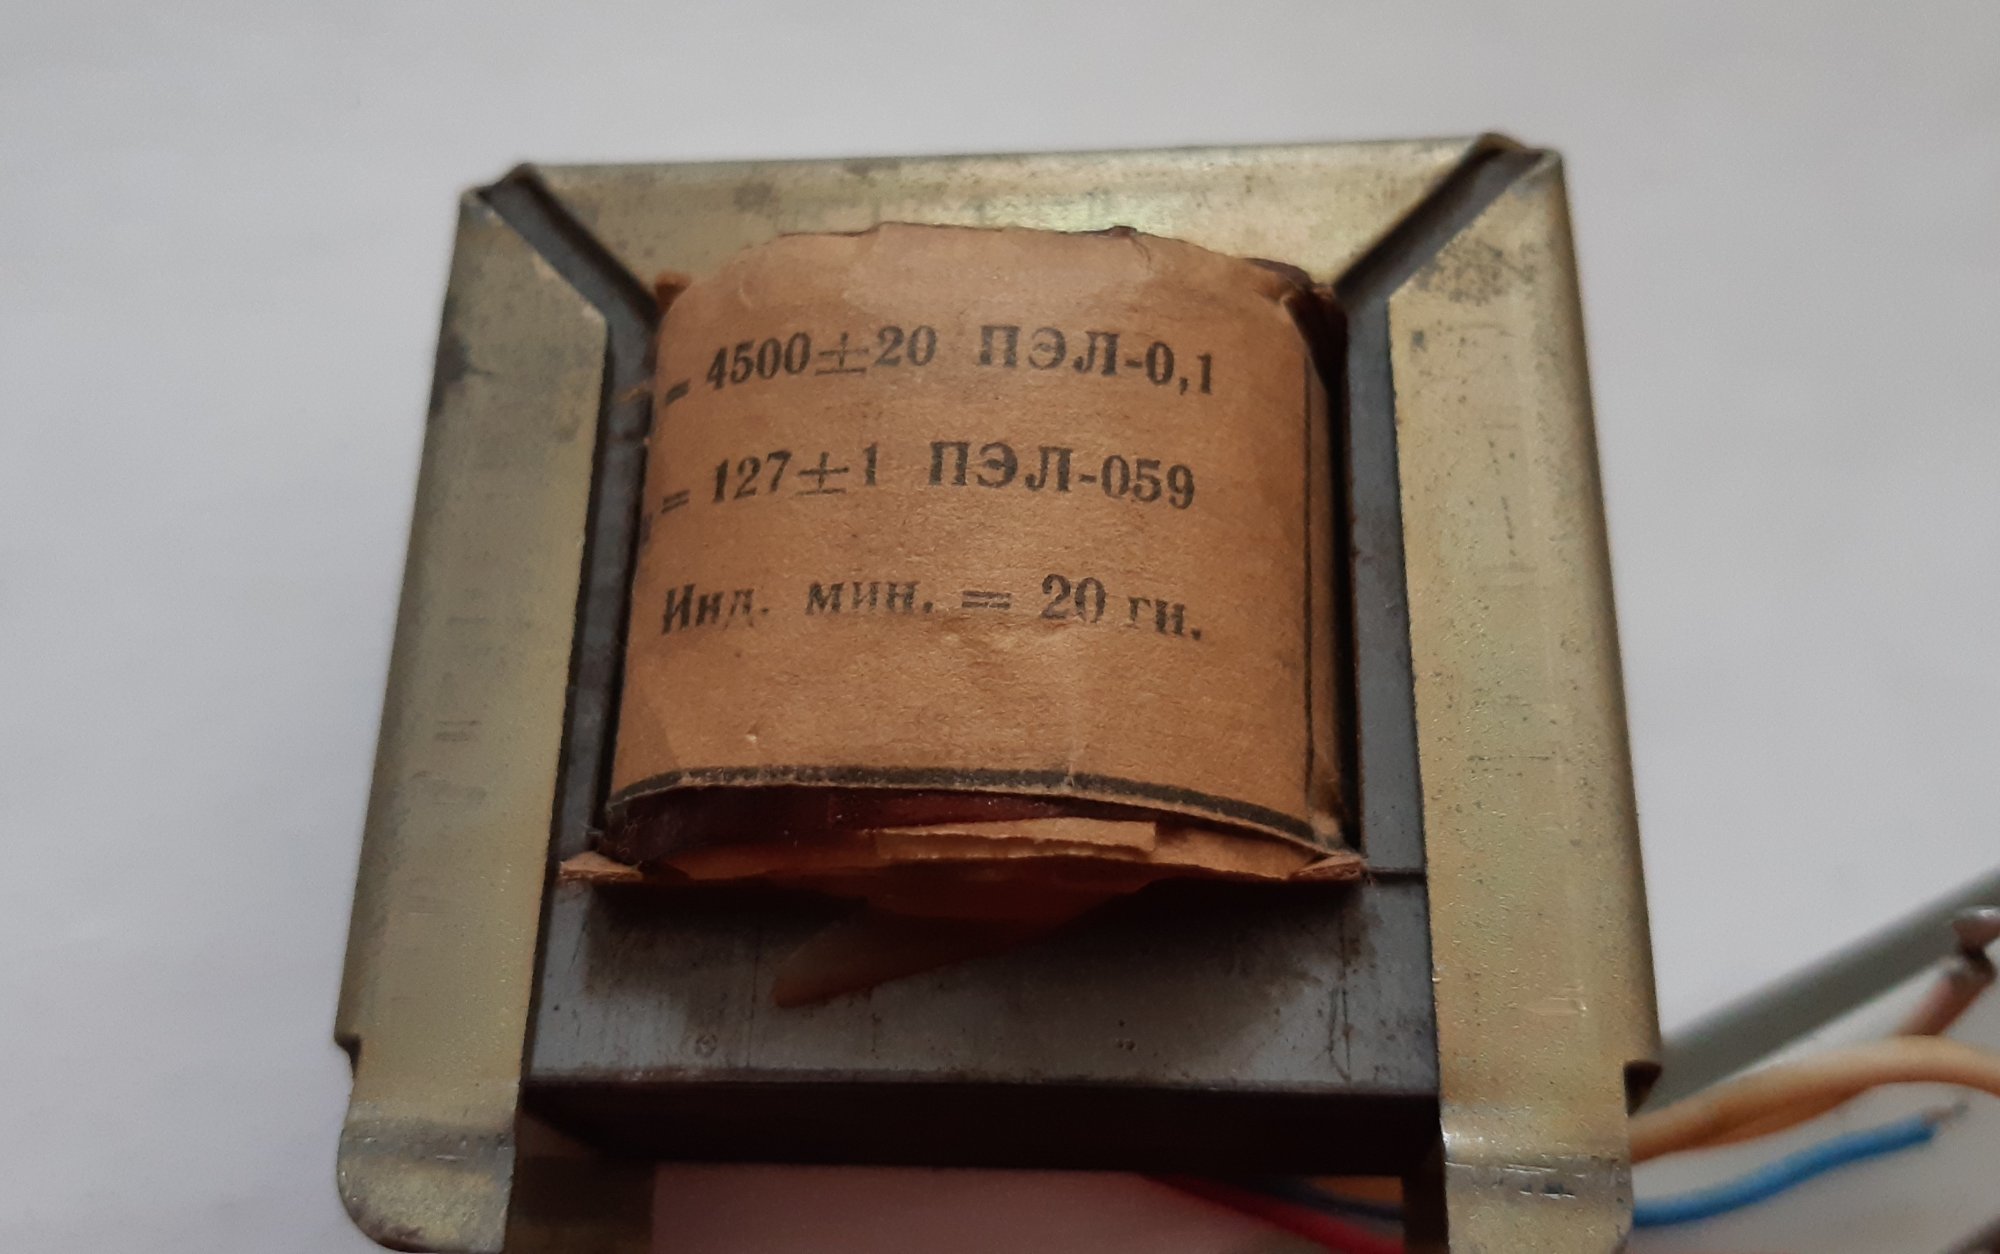 = 4500±20 ПЭЛ-0,1
= 127±1 ПЭЛ-059
Инд. мин. = 20 гн.